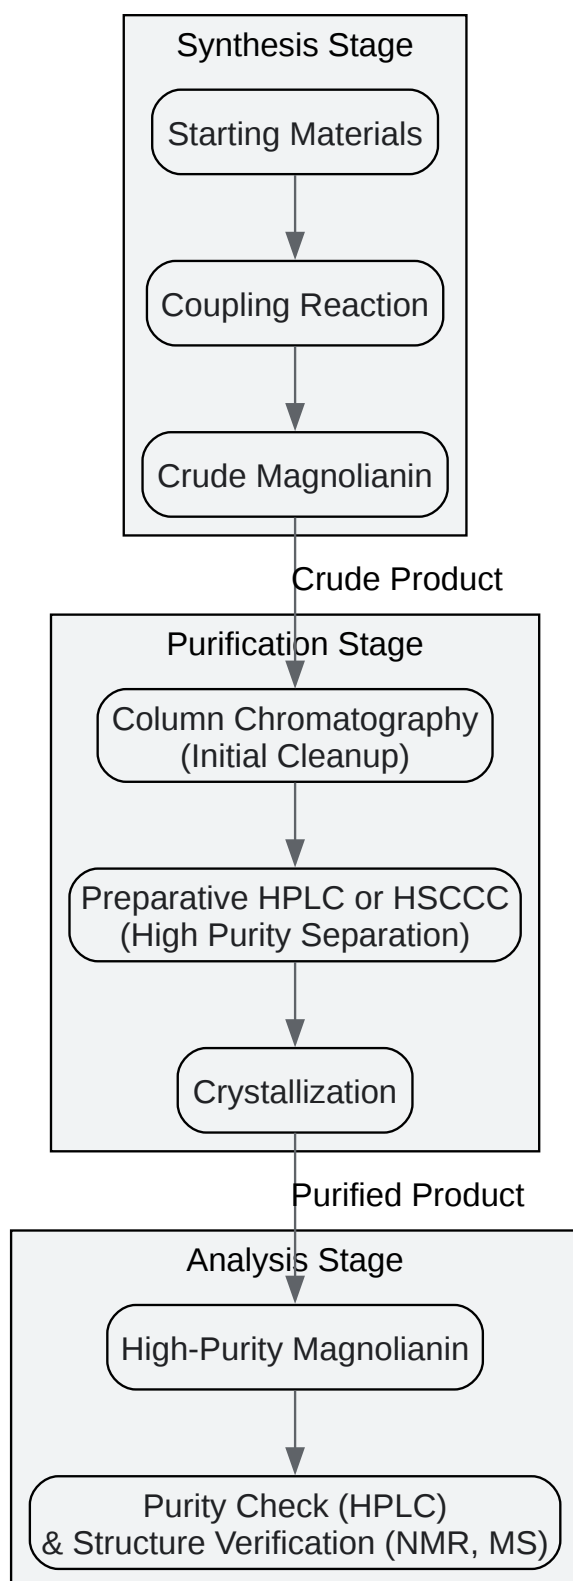 Synthesis Stage
Starting Materials
Coupling Reaction
Crude Magnolianin
Crude Product
Purification Stage
Column Chromatography
(Initial Cleanup)
Preparative HPLC or HSCCC
(High Purity Separation)
Crystallization
Purified Product
Analysis Stage
High-Purity Magnolianin
Purity Check (HPLC)
& Structure Verification (NMR, MS)